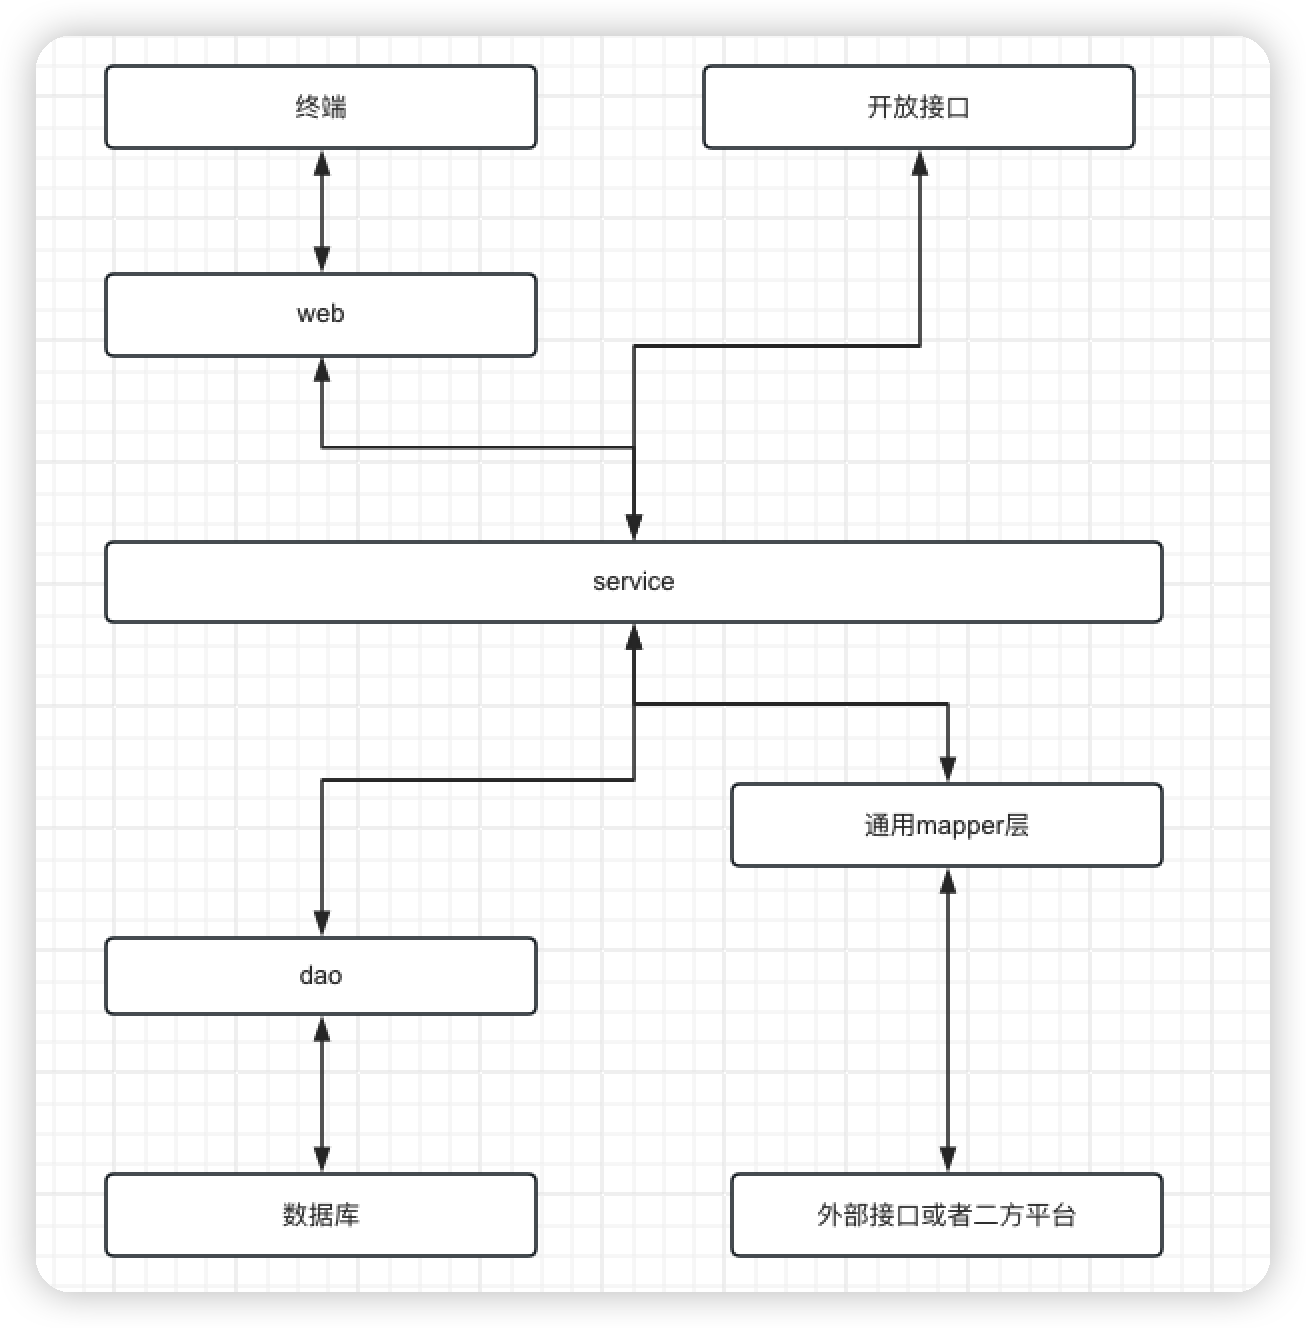 终端
开放接口
web
service
通用mapper层
dao
数据库
外部接口或者二方平台